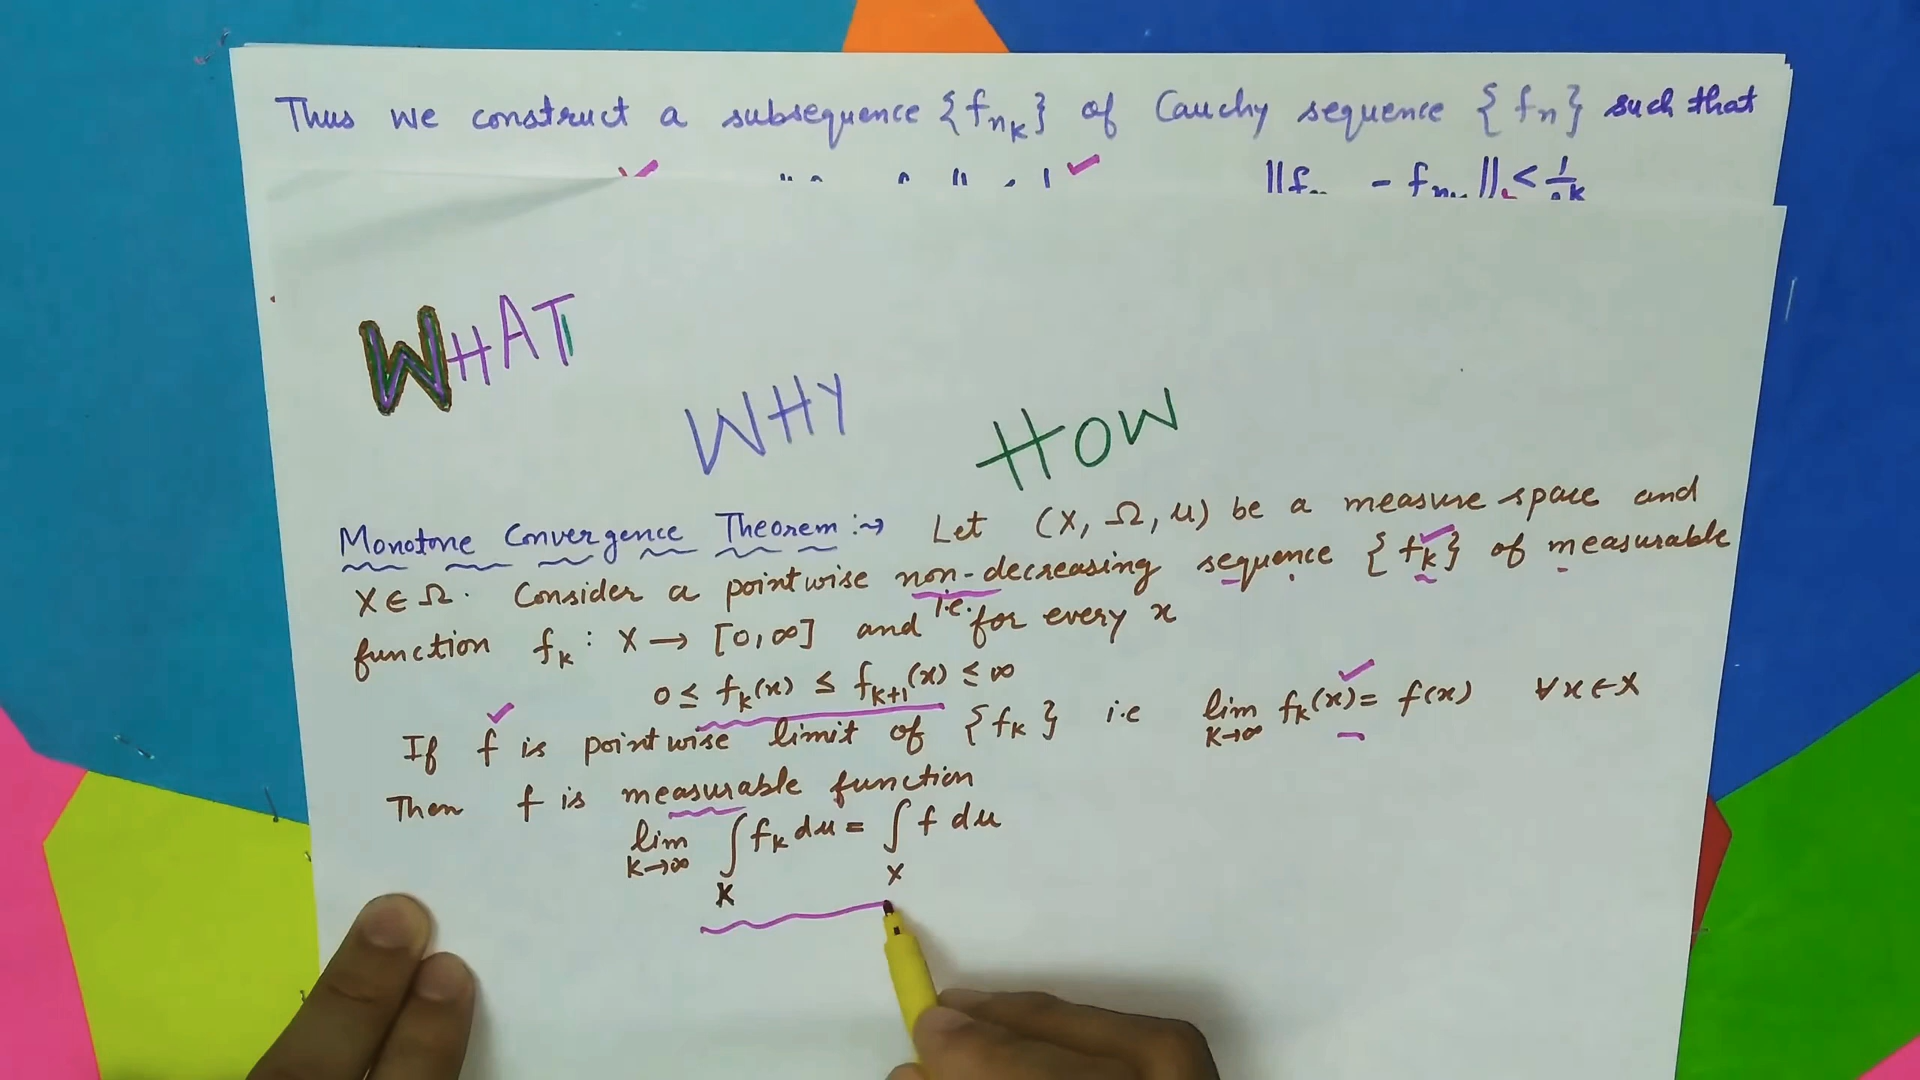 Thus we construct a subsequence {fnₖ} of Cauchy sequence {fn} such that
WHAT
WHY
HOW
Monotone Convergence Theorem :→ Let (X, Ω, μ) be a measure space and
X ∈ Ω. Consider a pointwise non-decreasing sequence {fₖ} of measurable
function fₖ : X → [0,∞] and i.e. for every x
0 ≤ fₖ(x) ≤ fₖ₊₁(x) ≤ ∞
If f is pointwise limit of {fₖ} i.e lim k→∞ fₖ(x) = f(x) ∀ x ∈ X
Then f is measurable function
lim k→∞ ∫X fₖ dμ = ∫X f dμ